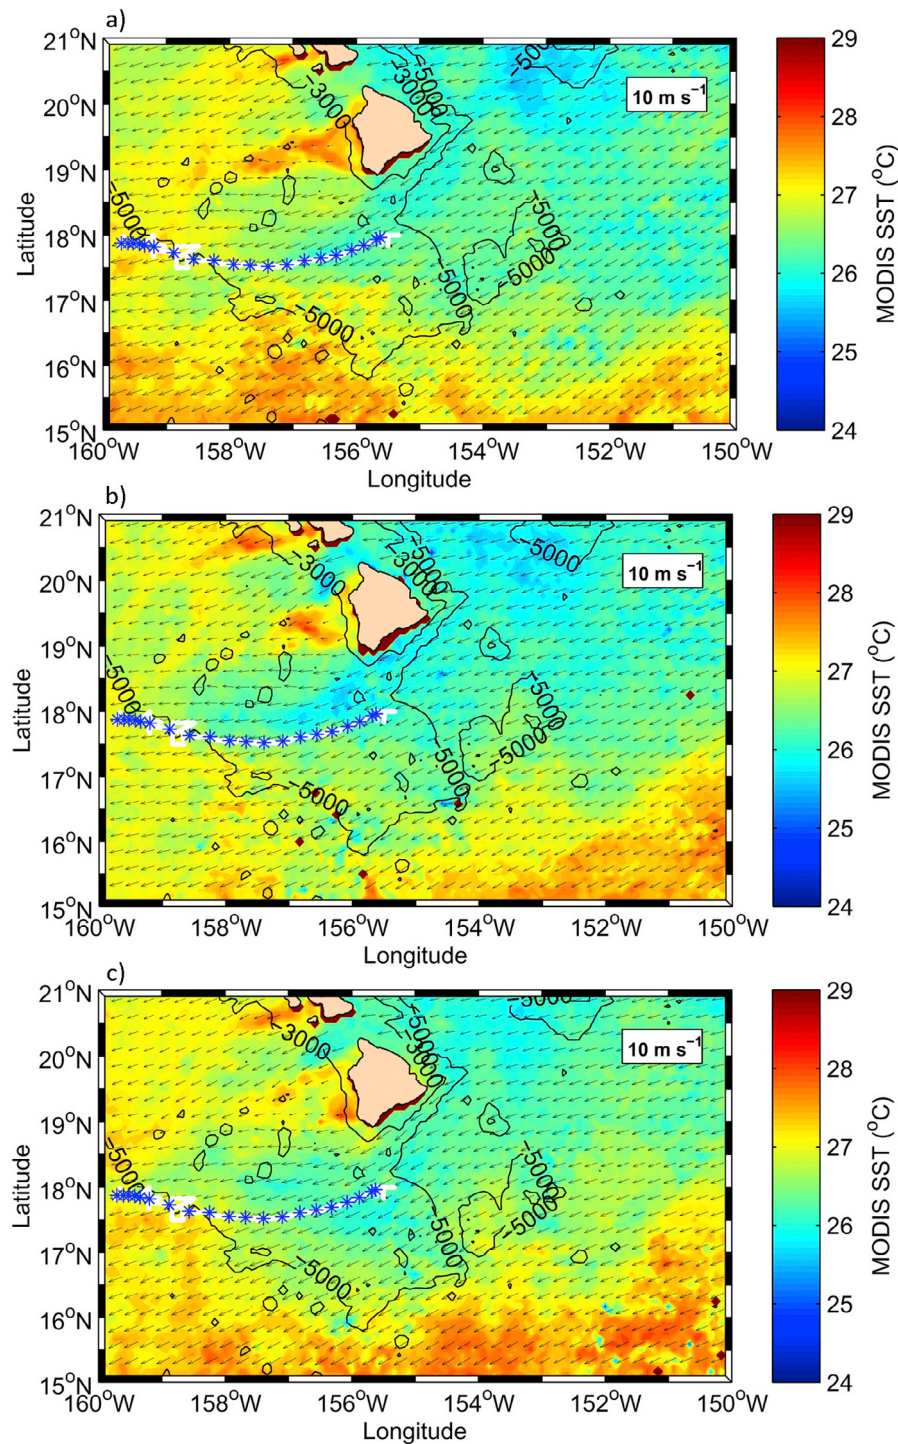 a)
21°N
20°N
19°N
18°N
17°N
16°N
15°N
Latitude
160°W
158°W
156°W
154°W
152°W
150°W
Longitude
10 m s⁻¹
-3000
-5000
-3000
-5000
-5000
-5000
-5000
-5000
-5000
29
28
27
26
25
24
MODIS SST (°C)
b)
21°N
20°N
19°N
18°N
17°N
16°N
15°N
Latitude
160°W
158°W
156°W
154°W
152°W
150°W
Longitude
10 m s⁻¹
-3000
-5000
-3000
-5000
-5000
-5000
-5000
-5000
-5000
29
28
27
26
25
24
MODIS SST (°C)
c)
21°N
20°N
19°N
18°N
17°N
16°N
15°N
Latitude
160°W
158°W
156°W
154°W
152°W
150°W
Longitude
10 m s⁻¹
-3000
-5000
-3000
-5000
-5000
-5000
-5000
-5000
-5000
29
28
27
26
25
24
MODIS SST (°C)